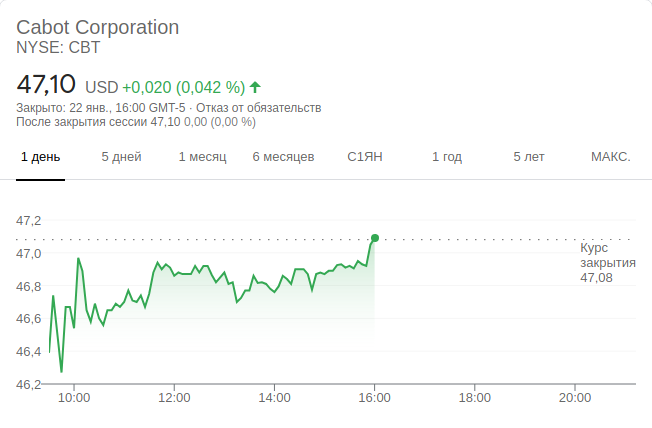 Cabot Corporation
NYSE: CBT
47,10 USD +0,020 (0,042 %)
Закрыто: 22 янв., 16:00 GMT-5 · Отказ от обязательств
После закрытия сессии 47,10 0,00 (0,00 %)
1 день 5 дней 1 месяц 6 месяцев С1ЯН 1 год 5 лет МАКС.
47,2
47,0
46,8
46,6
46,4
46,2
Курс
закрытия
47,08
10:00 12:00 14:00 16:00 18:00 20:00